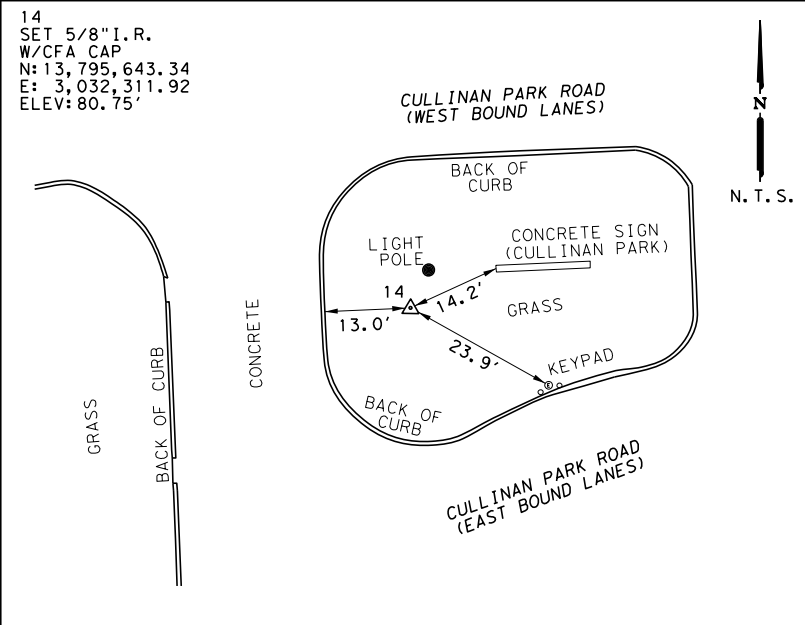 14
SET 5/8"I.R.
W/CFA CAP
N:13,795,643.34
E: 3,032,311.92
ELEV:80.75'
CULLINAN PARK ROAD
(WEST BOUND LANES)
N
N.T.S.
BACK OF
CURB
LIGHT
POLE
CONCRETE SIGN
(CULLINAN PARK)
14
14.2'
13.0'
GRASS
23.9'
KEYPAD
E
CONCRETE
BACK OF CURB
GRASS
BACK OF
CURB
CULLINAN PARK ROAD
(EAST BOUND LANES)